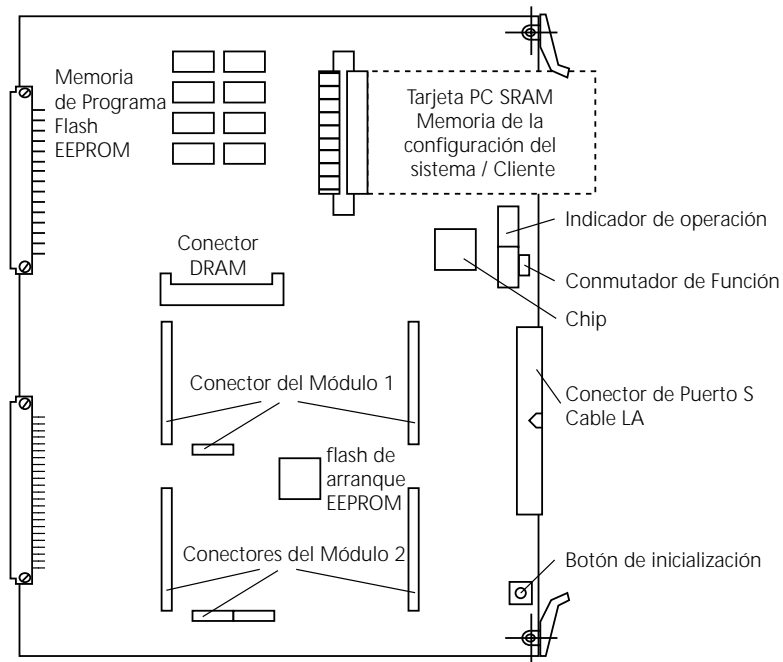 Memoria
de Programa
Flash
EEPROM
Tarjeta PC SRAM
Memoria de la
configuración del
sistema / Cliente
Indicador de operación
Conector
DRAM
Conmutador de Función
Chip
Conector del Módulo 1
Conector de Puerto S
Cable LA
flash de
arranque
EEPROM
Conectores del Módulo 2
Botón de inicialización